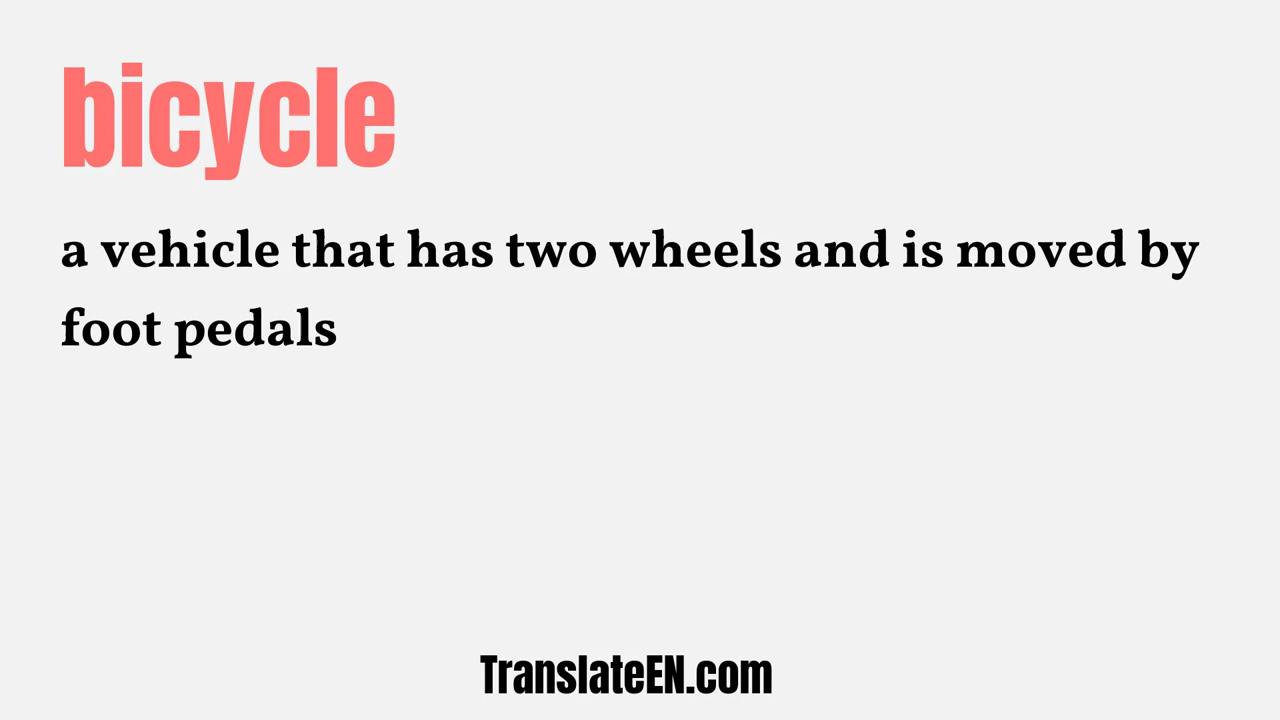 bicycle
a vehicle that has two wheels and is moved by
foot pedals
TranslateEN.com